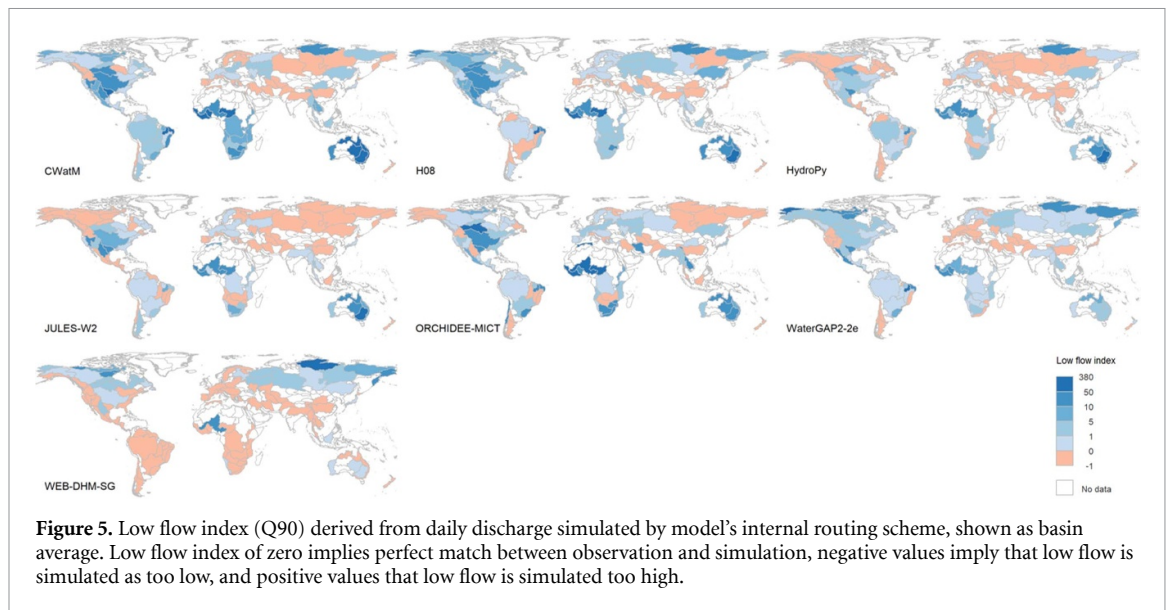 CWatM
H08
HydroPy
JULES-W2
ORCHIDEE-MICT
WaterGAP2-2e
WEB-DHM-SG
Low flow index
380
50
10
5
1
0
-1
No data
Figure 5. Low flow index (Q90) derived from daily discharge simulated by model's internal routing scheme, shown as basin
average. Low flow index of zero implies perfect match between observation and simulation, negative values imply that low flow is
simulated as too low, and positive values that low flow is simulated too high.